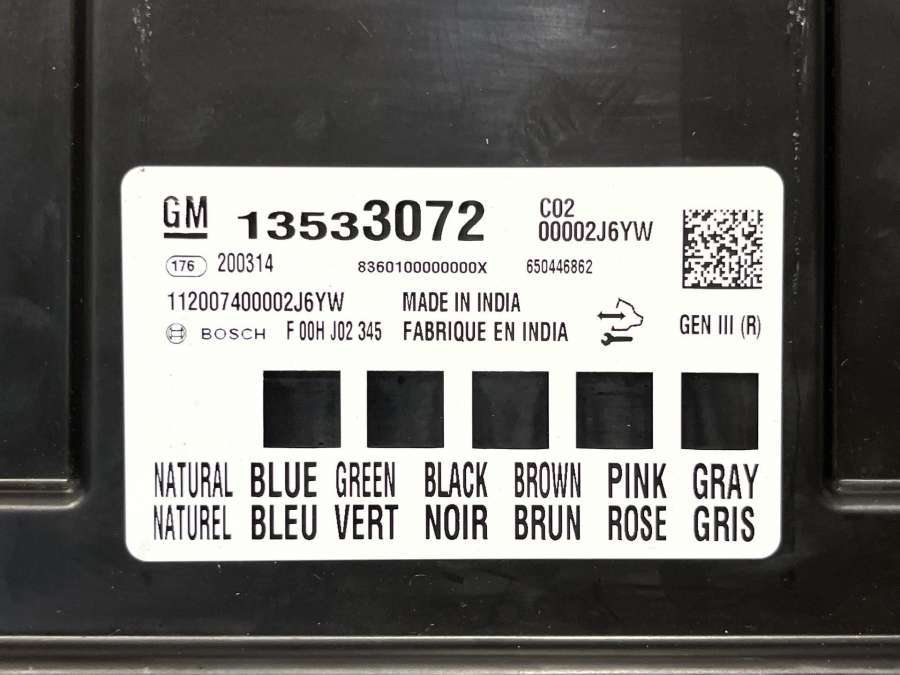 GM 13533072 C02
00002J6YW
176 200314 8360100000000X 650446862
112007400002J6YW MADE IN INDIA
BOSCH F 00H J02 345 FABRIQUE EN INDIA GEN III (R)
NATURAL BLUE GREEN BLACK BROWN PINK GRAY
NATUREL BLEU VERT NOIR BRUN ROSE GRIS